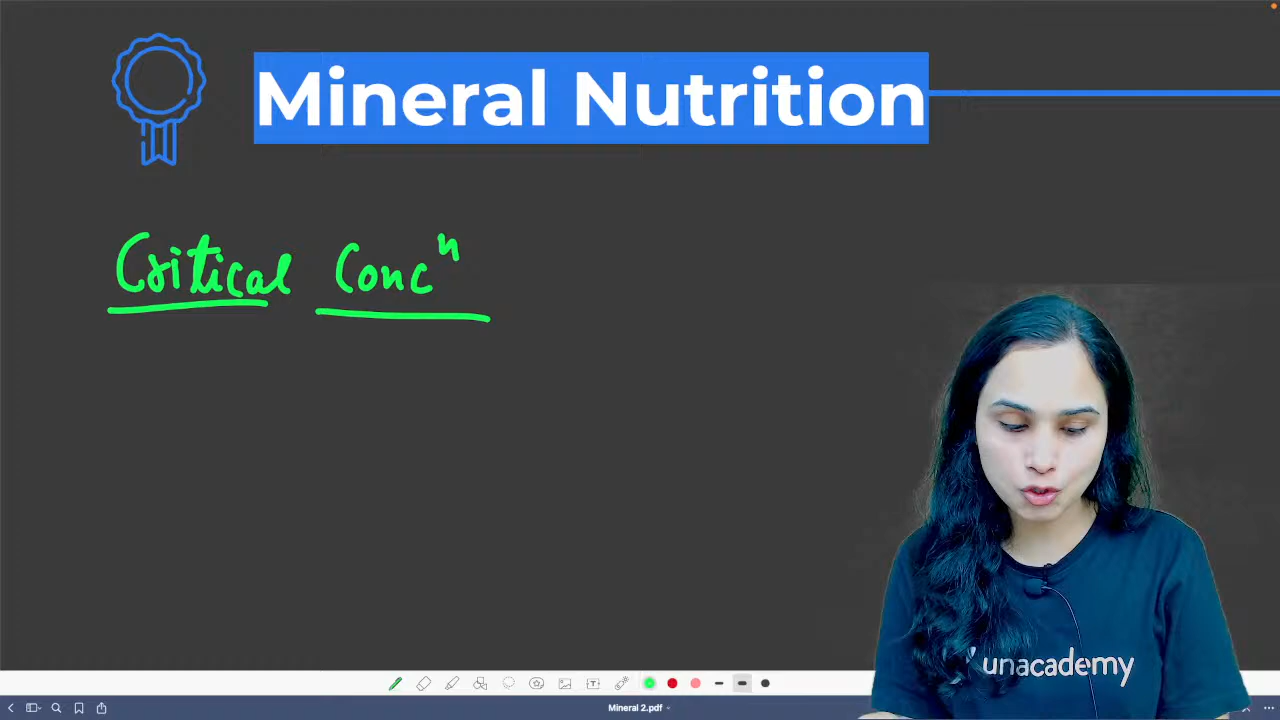 Mineral Nutrition
Critical Concⁿ
unacademy
Mineral 2.pdf